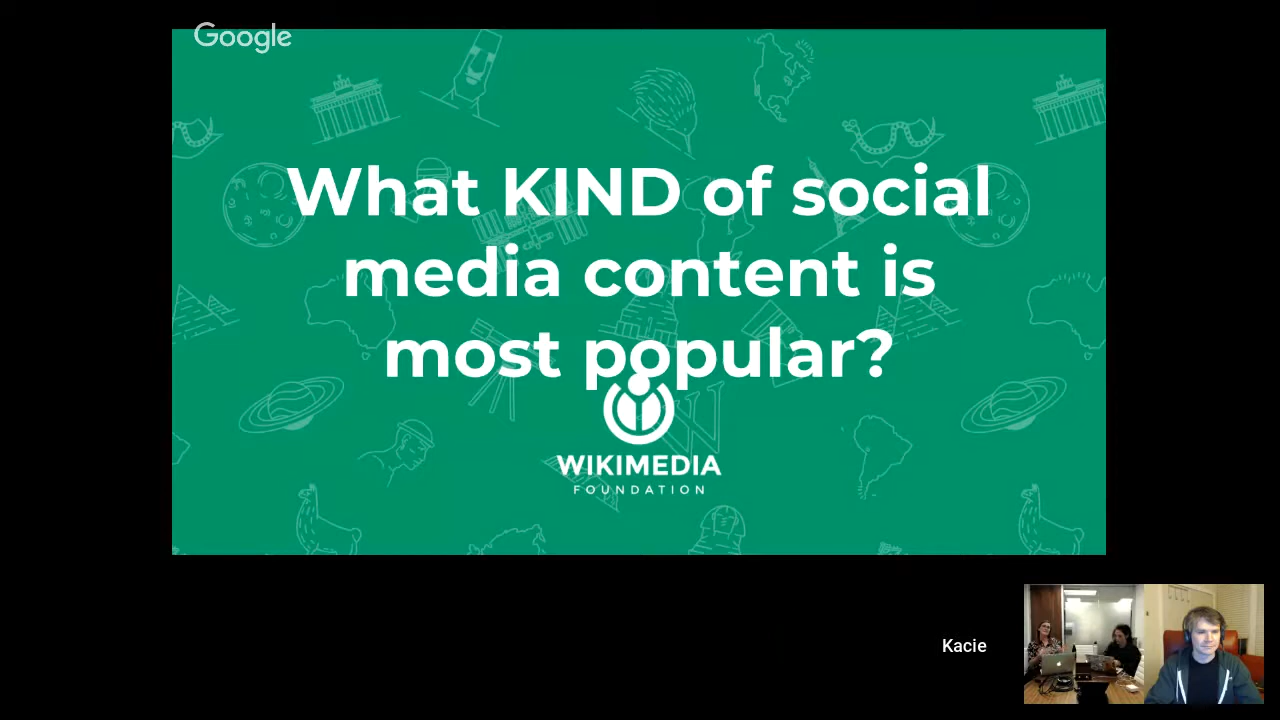 Google
What KIND of social
media content is
most popular?
WIKIMEDIA
FOUNDATION
Kacie